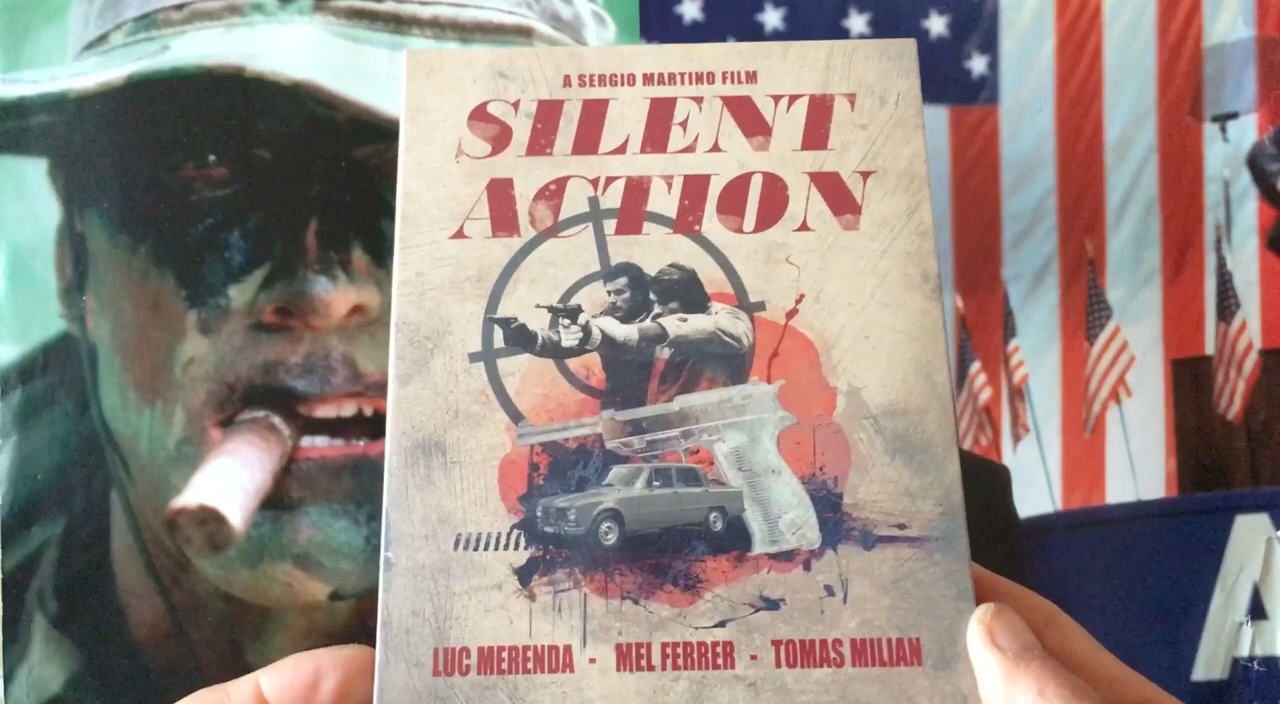 A SERGIO MARTINO FILM
SILENT
ACTION
LUC MERENDA - MEL FERRER - TOMAS MILIAN
A